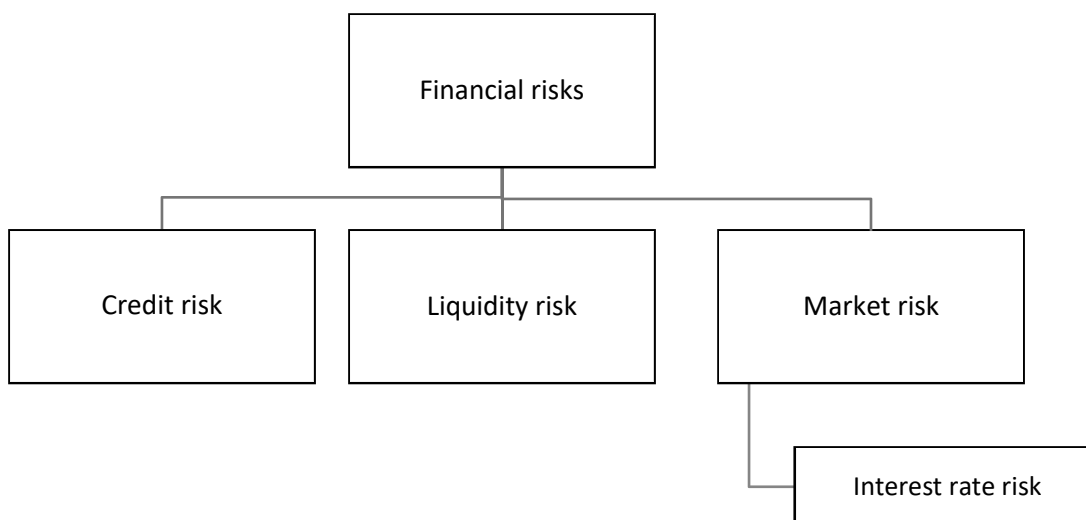 Financial risks
Credit risk
Liquidity risk
Market risk
Interest rate risk